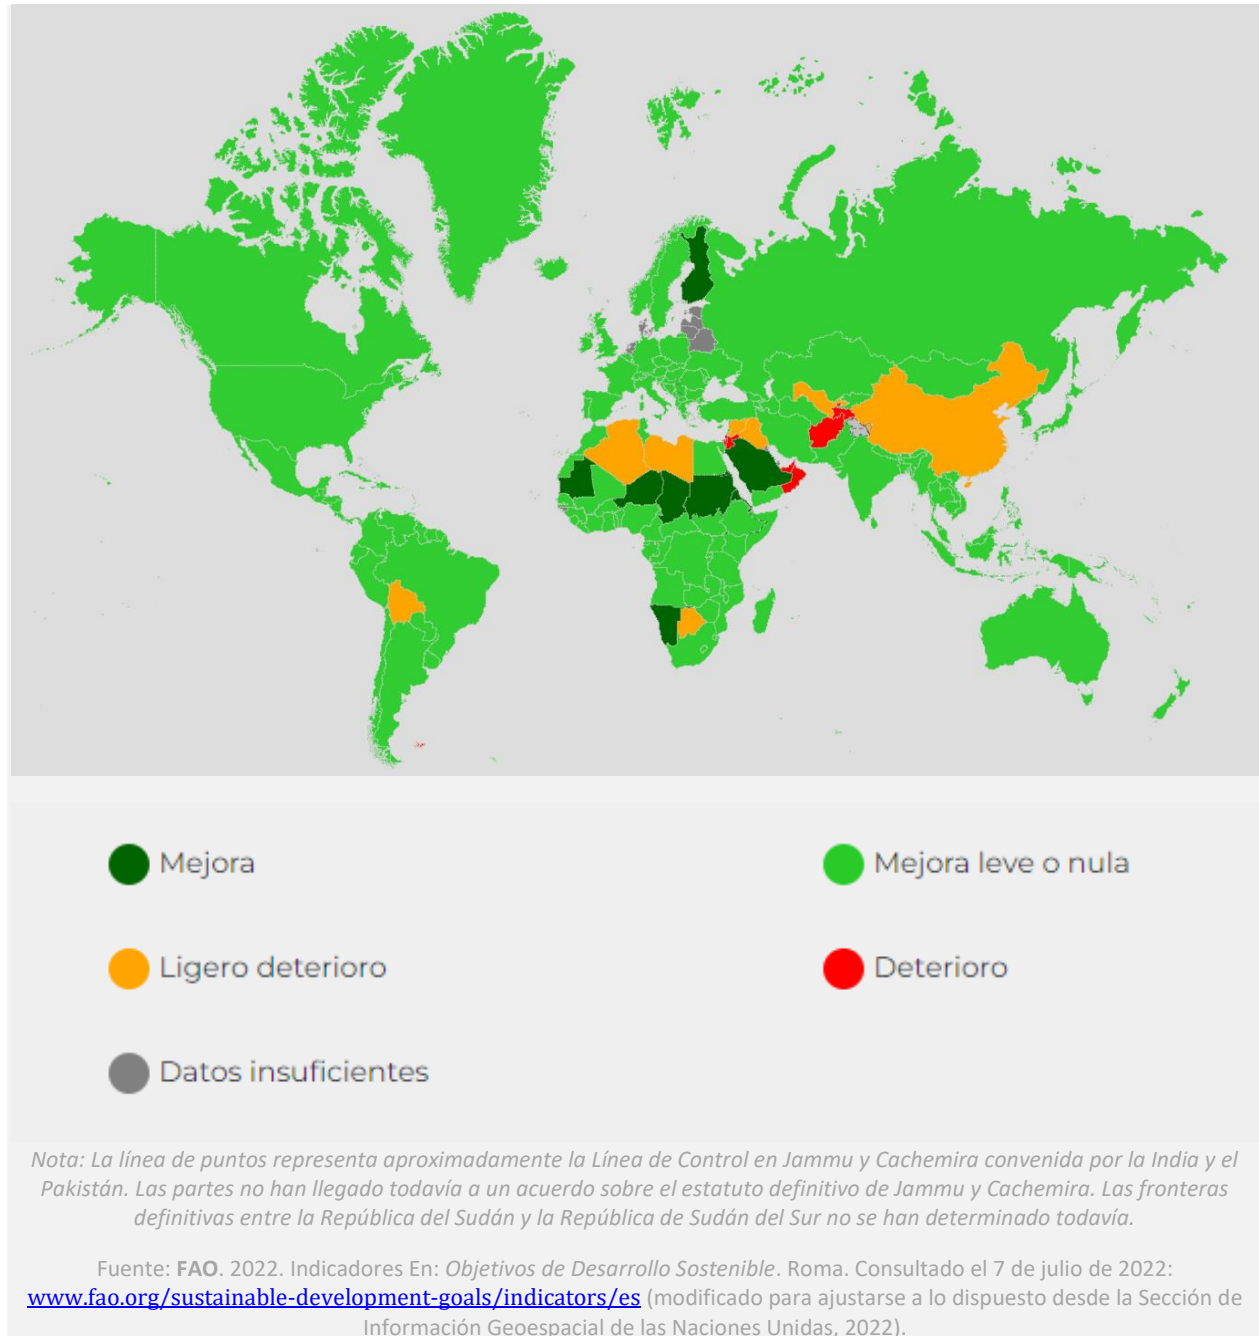 Mejora
Mejora leve o nula
Ligero deterioro
Deterioro
Datos insuficientes
Nota: La línea de puntos representa aproximadamente la Línea de Control en Jammu y Cachemira convenida por la India y el
Pakistán. Las partes no han llegado todavía a un acuerdo sobre el estatuto definitivo de Jammu y Cachemira. Las fronteras
definitivas entre la República del Sudán y la República de Sudán del Sur no se han determinado todavía.
Fuente: FAO. 2022. Indicadores En: Objetivos de Desarrollo Sostenible. Roma. Consultado el 7 de julio de 2022:
www.fao.org/sustainable-development-goals/indicators/es (modificado para ajustarse a lo dispuesto desde la Sección de
Información Geoespacial de las Naciones Unidas, 2022).